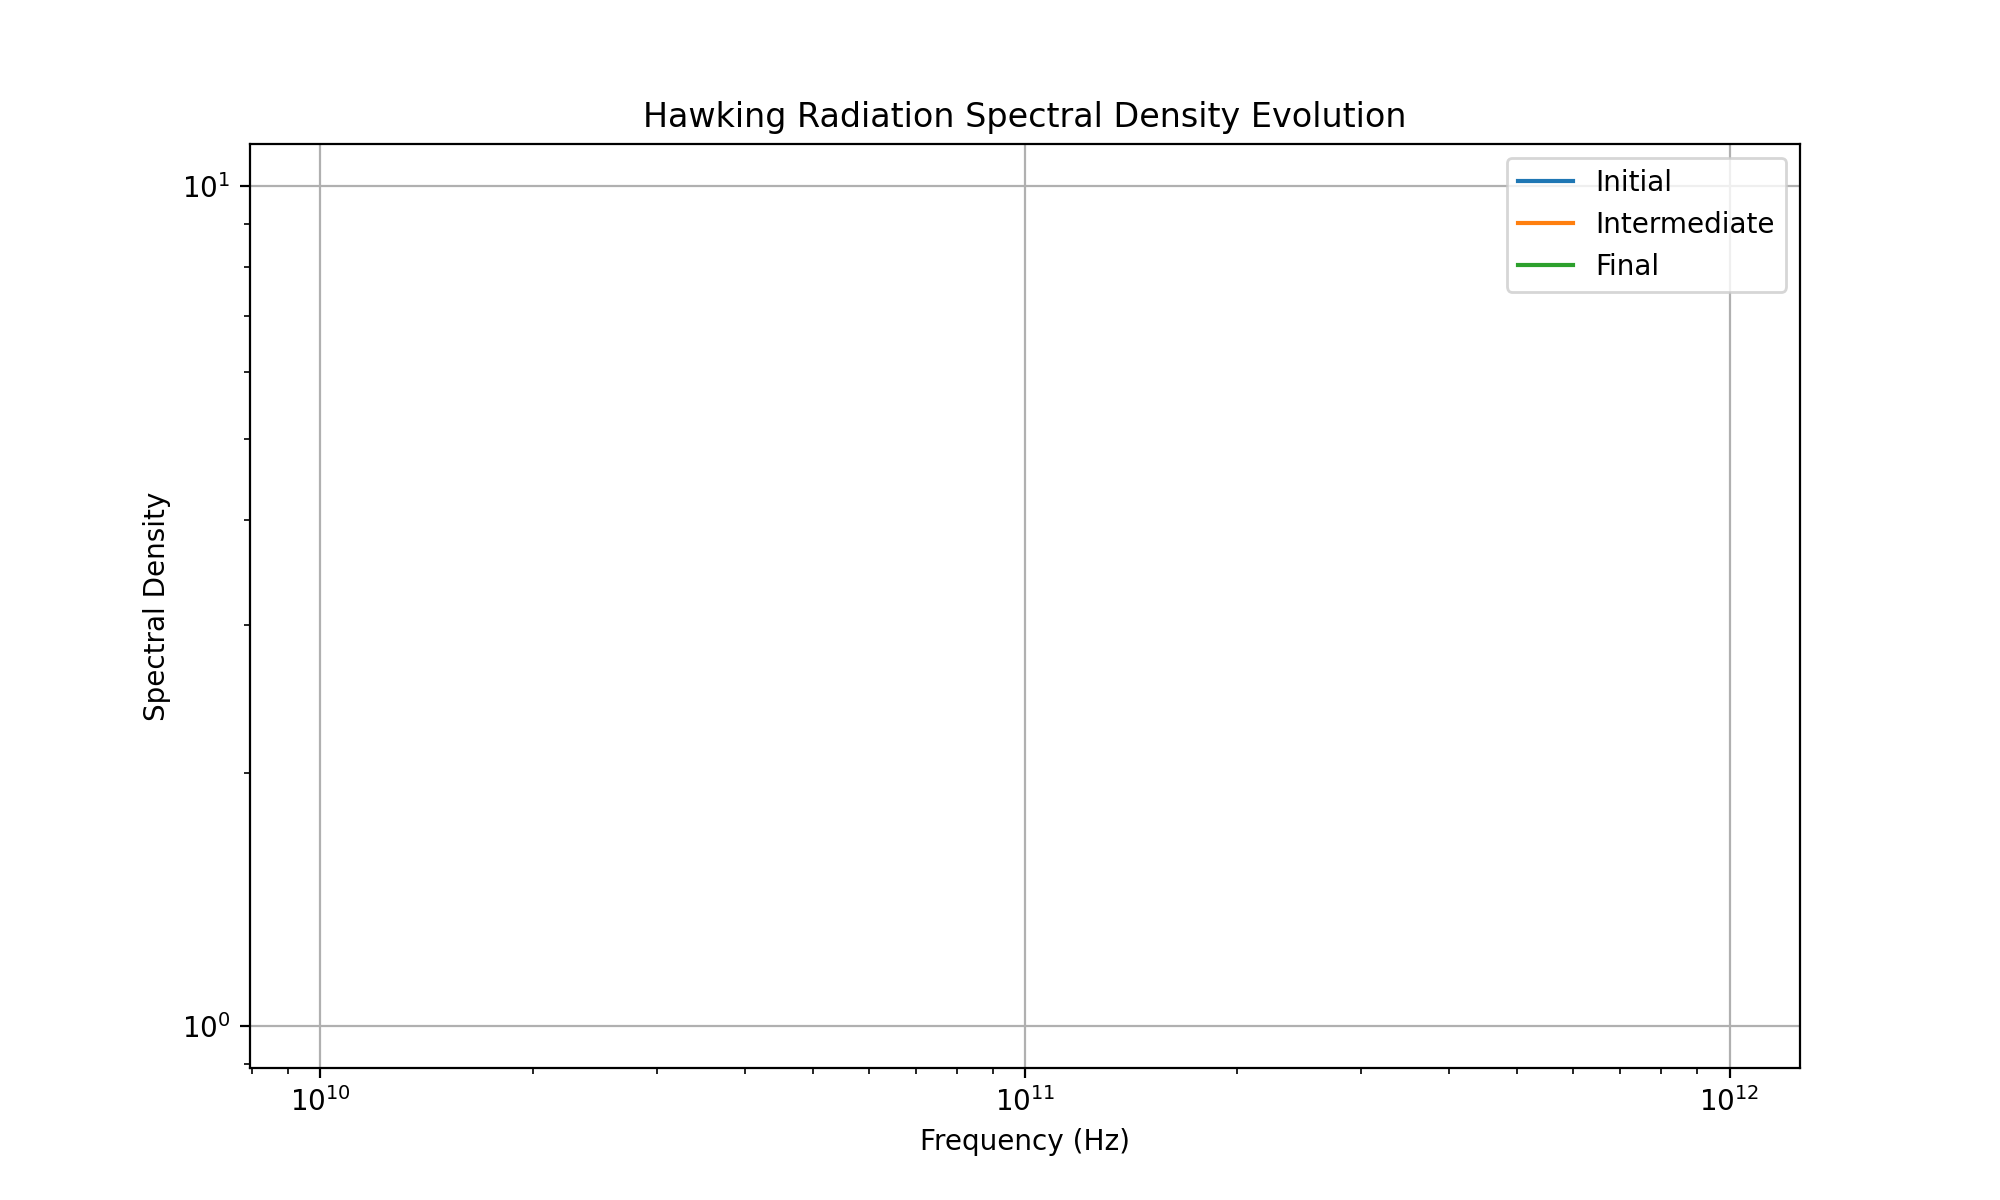 Hawking Radiation Spectral Density Evolution
Initial
Intermediate
Final
10¹
10⁰
Spectral Density
10¹⁰
10¹¹
10¹²
Frequency (Hz)